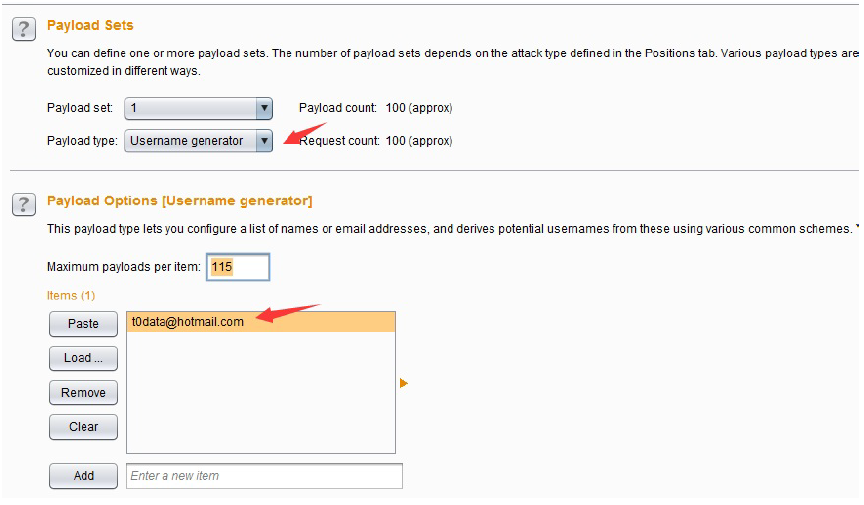 ?
Payload Sets
You can define one or more payload sets. The number of payload sets depends on the attack type defined in the Positions tab. Various payload types are
customized in different ways.
Payload set: 1 Payload count: 100 (approx)
Payload type: Username generator Request count: 100 (approx)
?
Payload Options [Username generator]
This payload type lets you configure a list of names or email addresses, and derives potential usernames from these using various common schemes.
Maximum payloads per item: 115
Items (1)
Paste t0data@hotmail.com
Load ...
Remove
Clear
Add Enter a new item